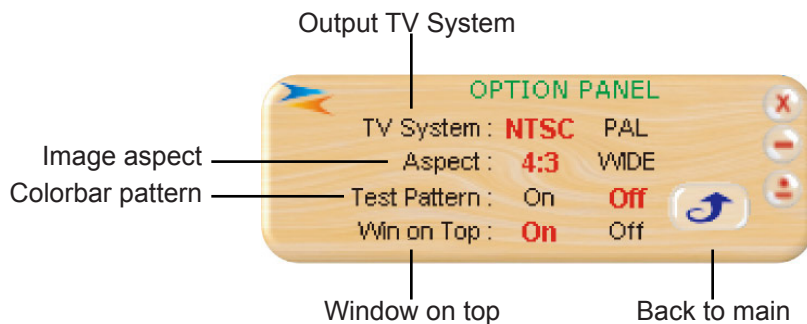 Output TV System
OPTION PANEL
TV System : NTSC PAL
Image aspect
Aspect : 4:3 WIDE
Colorbar pattern
Test Pattern : On Off
Win on Top : On Off
Window on top
Back to main